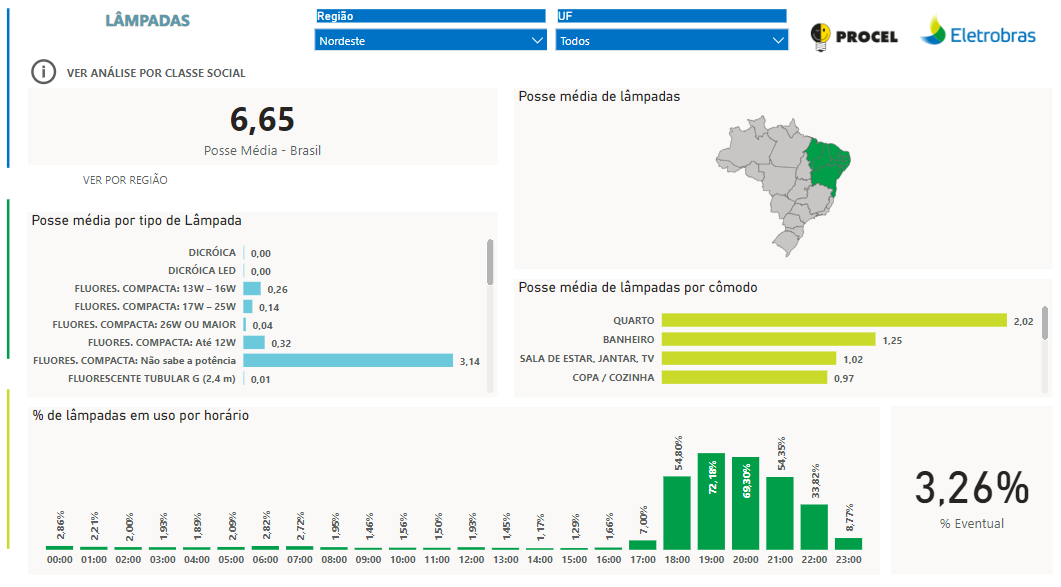 LÂMPADAS
Região
UF
Nordeste
Todos
PROCEL
Eletrobras
i
VER ANÁLISE POR CLASSE SOCIAL
6,65
Posse Média - Brasil
VER POR REGIÃO
Posse média de lâmpadas
Posse média por tipo de Lâmpada
DICRÓICA 0,00
DICRÓICA LED 0,00
FLUORES. COMPACTA: 13W – 16W 0,26
FLUORES. COMPACTA: 17W – 25W 0,14
FLUORES. COMPACTA: 26W OU MAIOR 0,04
FLUORES. COMPACTA: Até 12W 0,32
FLUORES. COMPACTA: Não sabe a potência 3,14
FLUORESCENTE TUBULAR G (2,4 m) 0,01
Posse média de lâmpadas por cômodo
QUARTO 2,02
BANHEIRO 1,25
SALA DE ESTAR, JANTAR, TV 1,02
COPA / COZINHA 0,97
% de lâmpadas em uso por horário
2,86% 2,21% 2,00% 1,93% 1,89% 2,09% 2,82% 2,72% 1,95% 1,46% 1,56% 1,50% 1,93% 1,45% 1,17% 1,29% 1,66% 7,00% 54,80% 72,18% 69,30% 54,35% 33,82% 8,77%
00:00 01:00 02:00 03:00 04:00 05:00 06:00 07:00 08:00 09:00 10:00 11:00 12:00 13:00 14:00 15:00 16:00 17:00 18:00 19:00 20:00 21:00 22:00 23:00
3,26%
% Eventual